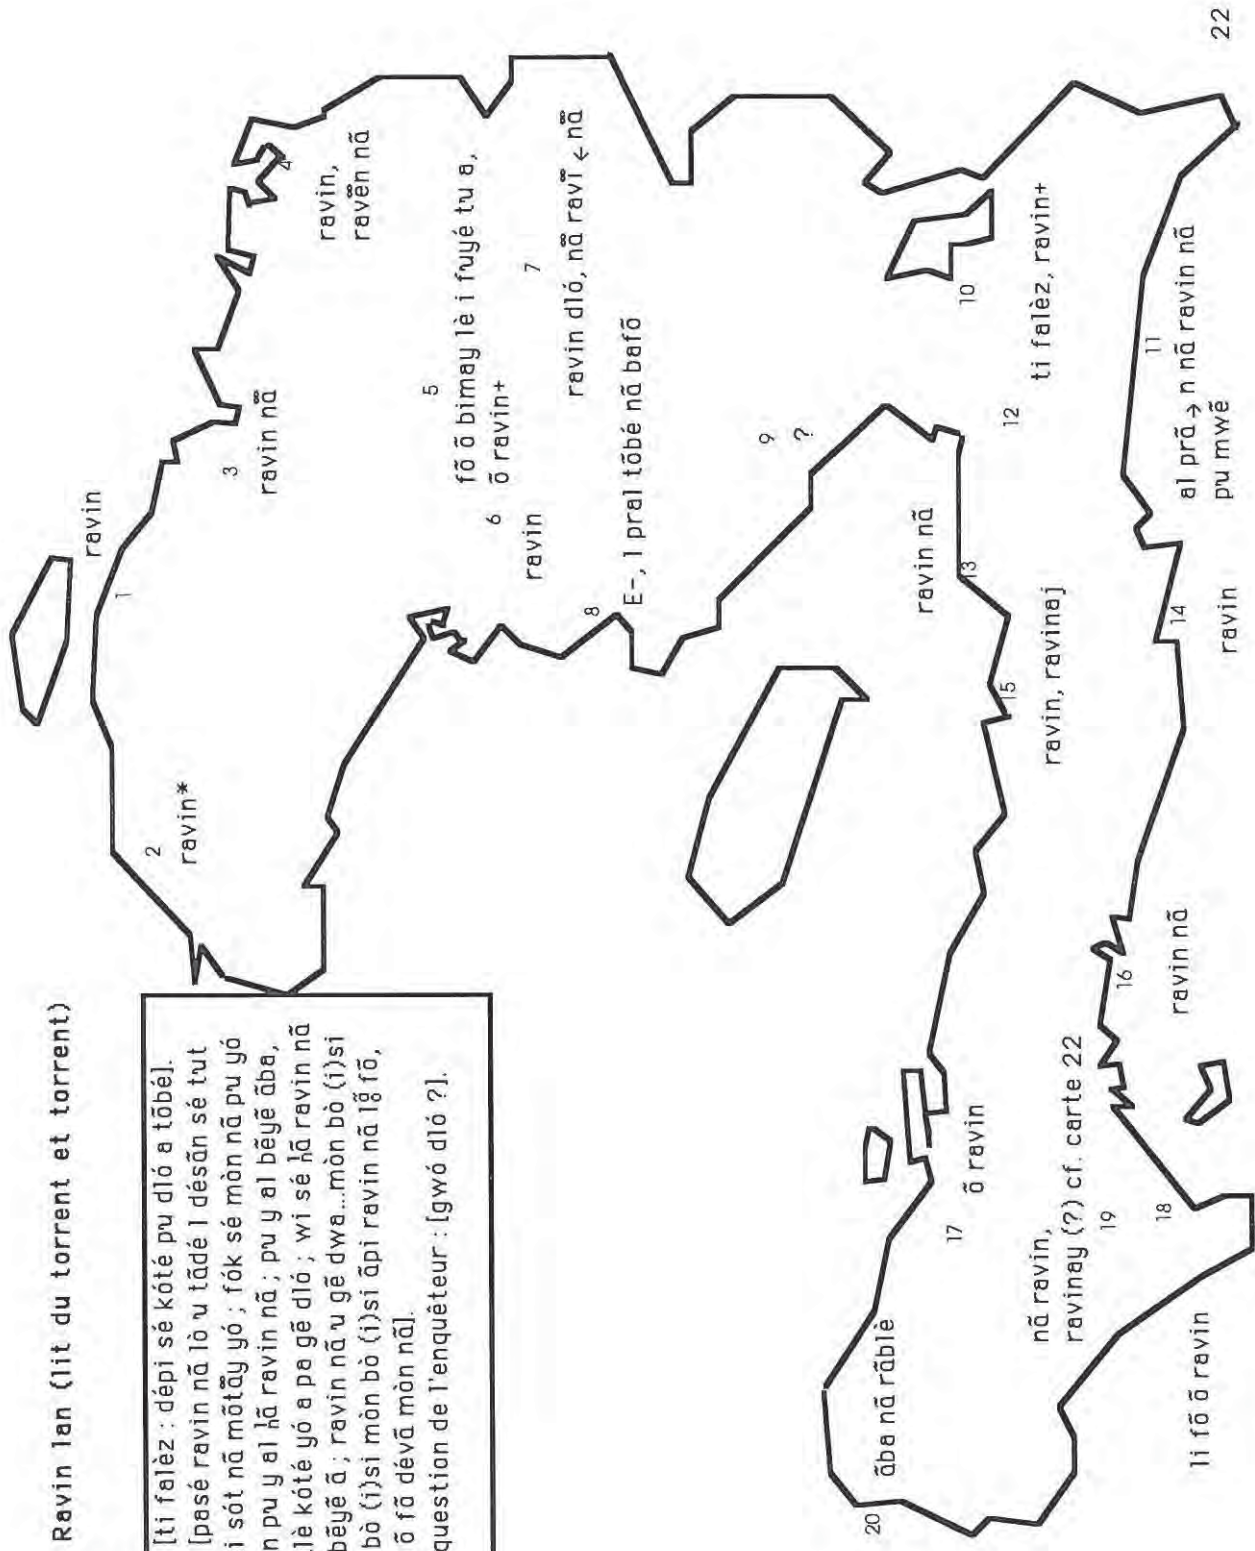 Ravin lan (lit du torrent et torrent)
[ti falèz : dépi sé kóté pu dló a tõbé].
[pasé ravin nã lò u tãdé l désãn sé tut
i sót nã mõtãy yó ; fók sé mòn nã pu yó
n pu y al hã ravin nã ; pu y al bẽyẽ ãba,
lè kóté yó a pa gẽ dló ; wi sé hã ravin nã
bẽyẽ ã ; ravin nã u gẽ dwa...mòn bò (i)si
bò (i)si mòn bò (i)si ãpi ravin nã lõ fõ,
õ fõ dévã mòn nã].
question de l'enquêteur : [gwó dló ?].
ravin
1
2
ravin*
3
ravin nã
4
ravin,
ravẽn nã
5
fõ õ bimay lè i fuyé tu a,
õ ravin+
6
ravin
7
ravin dló, nã ravĩ ← nã
8
E-, l pral tõbé nã bafõ
9
?
10
ti falèz, ravin+
11
al prã→ n nã ravin nã
pu mwẽ
12
ravin nã
13
14
ravin
15
ravin, ravinaj
16
ravin nã
17
õ ravin
18
li fõ õ ravin
19
nã ravin,
ravinay (?) cf. carte 22
20
ãba nã rãblè
22